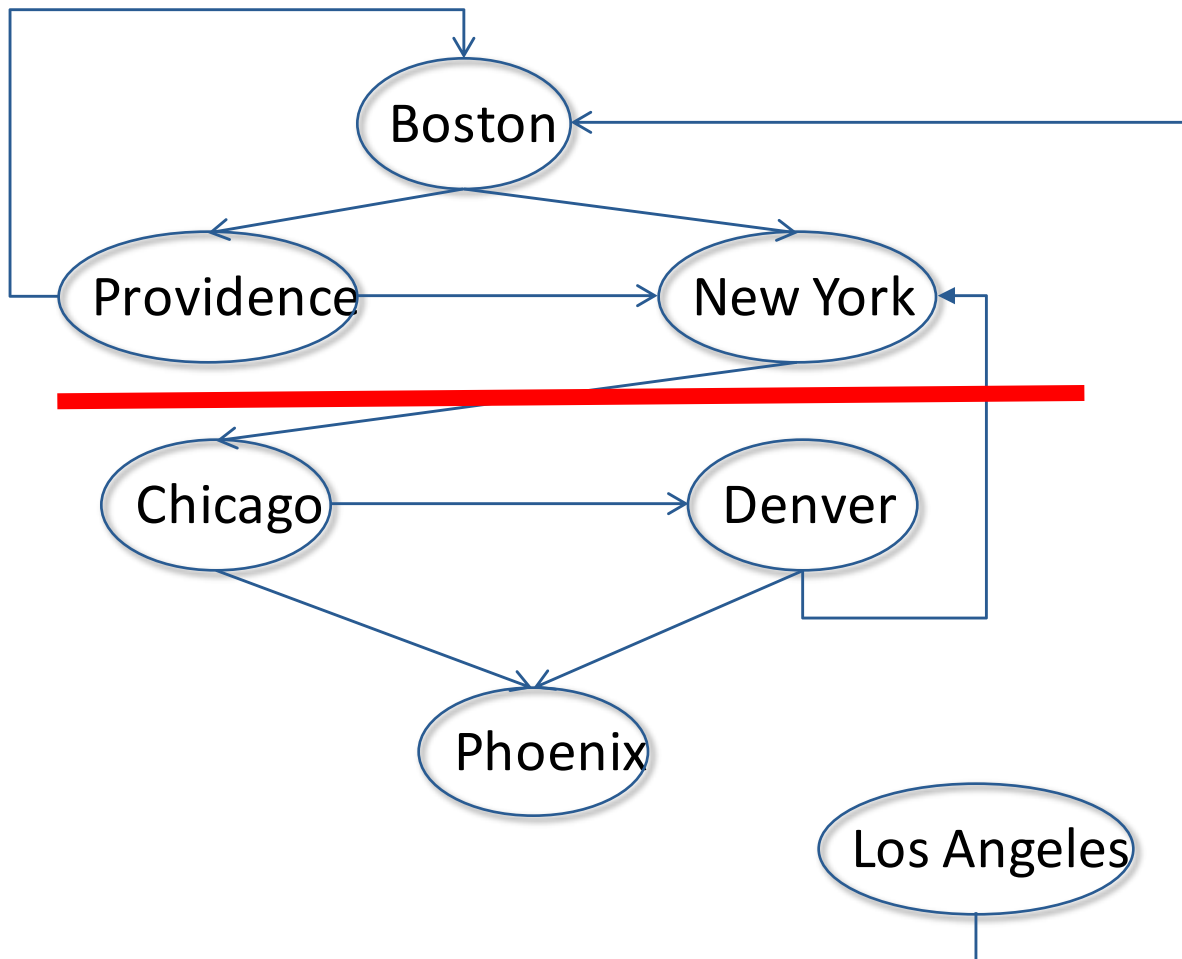 Boston
Providence
New York
Chicago
Denver
Phoenix
Los Angeles